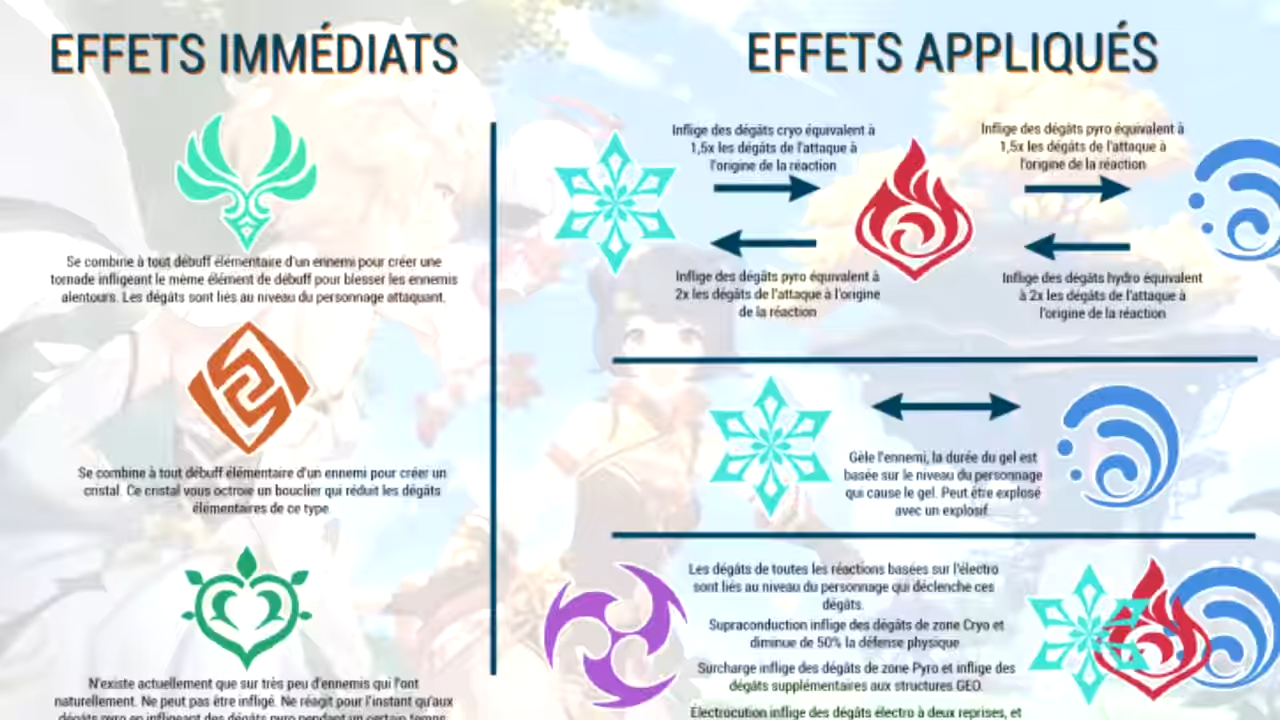 EFFETS IMMÉDIATS
Se combine à tout débuff élémentaire d'un ennemi pour créer une
tornade infligeant le même élément de débuff pour blesser les ennemis
alentours. Les dégâts sont liés au niveau du personnage attaquant.
Se combine à tout débuff élémentaire d'un ennemi pour créer un
cristal. Ce cristal vous octroie un bouclier qui réduit les dégâts
élémentaires de ce type
N'existe actuellement que sur très peu d'ennemis qui l'ont
naturellement. Ne peut pas être infligé. Ne réagit pour l'instant qu'aux
dégâts pyro en infligeant des dégâts pyro pendant un certain temps
EFFETS APPLIQUÉS
Inflige des dégâts cryo équivalent à
1,5x les dégâts de l'attaque à
l'origine de la réaction
Inflige des dégâts pyro équivalent à
1,5x les dégâts de l'attaque à
l'origine de la réaction
Inflige des dégâts pyro équivalent à
2x les dégâts de l'attaque à l'origine
de la réaction
Inflige des dégâts hydro équivalent
à 2x les dégâts de l'attaque à
l'origine de la réaction
Gèle l'ennemi, la durée du gel est
basée sur le niveau du personnage
qui cause le gel. Peut être explosé
avec un explosif
Les dégâts de toutes les réactions basées sur l'électro
sont liés au niveau du personnage qui déclenche ces
dégâts.
Supraconduction inflige des dégâts de zone Cryo et
diminue de 50% la défense physique
Surcharge inflige des dégâts de zone Pyro et inflige des
dégâts supplémentaires aux structures GEO.
Électrocution inflige des dégâts électro à deux reprises, et